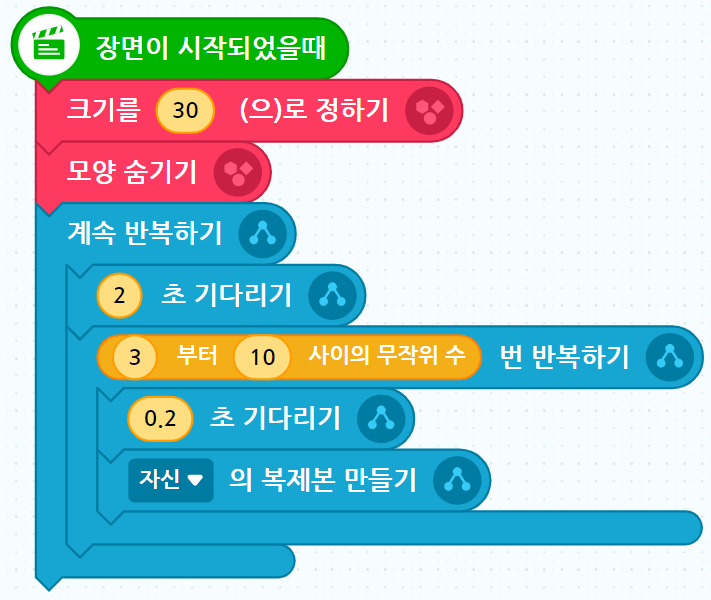 장면이 시작되었을때
크기를 30 (으)로 정하기
모양 숨기기
계속 반복하기
2 초 기다리기
3 부터 10 사이의 무작위 수 번 반복하기
0.2 초 기다리기
자신 의 복제본 만들기